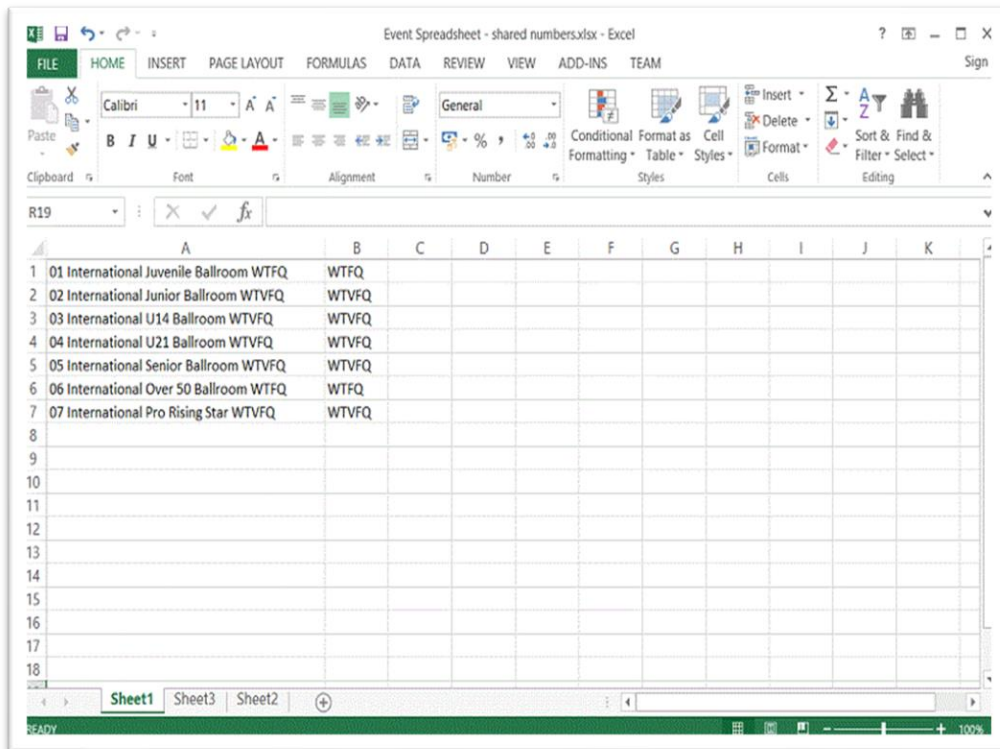 Event Spreadsheet - shared numbers.xlsx - Excel
?
FILE HOME INSERT PAGE LAYOUT FORMULAS DATA REVIEW VIEW ADD-INS TEAM Sign
Calibri 11 A A General Insert Σ A Z
Paste B I U A % , Conditional Formatting Format as Table Cell Styles Delete Format Sort & Filter Find & Select
Clipboard Font Alignment Number Styles Cells Editing
R19 fx
A B C D E F G H I J K
1 01 International Juvenile Ballroom WTFQ WTFQ
2 02 International Junior Ballroom WTVFQ WTVFQ
3 03 International U14 Ballroom WTVFQ WTVFQ
4 04 International U21 Ballroom WTVFQ WTVFQ
5 05 International Senior Ballroom WTVFQ WTVFQ
6 06 International Over 50 Ballroom WTFQ WTFQ
7 07 International Pro Rising Star WTVFQ WTVFQ
8
9
10
11
12
13
14
15
16
17
18
Sheet1 Sheet3 Sheet2
READY 100%